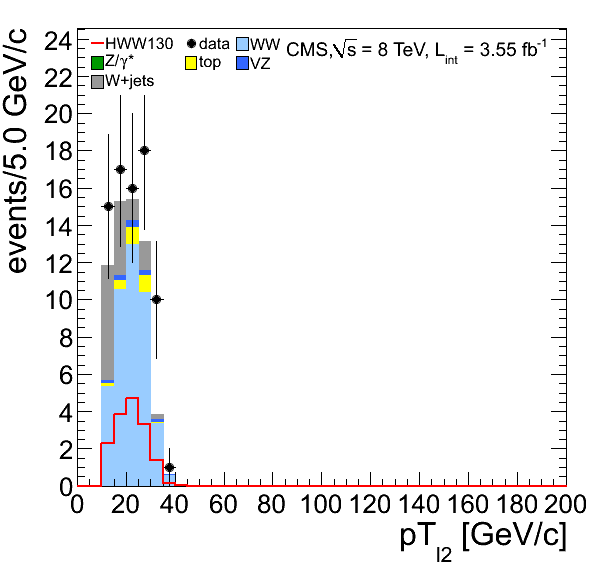 HWW130 data WW CMS,√s = 8 TeV, L_int = 3.55 fb⁻¹
Z/γ* top VZ
W+jets
events/5.0 GeV/c
24
22
20
18
16
14
12
10
8
6
4
2
0
0 20 40 60 80 100 120 140 160 180 200
pT_l2 [GeV/c]